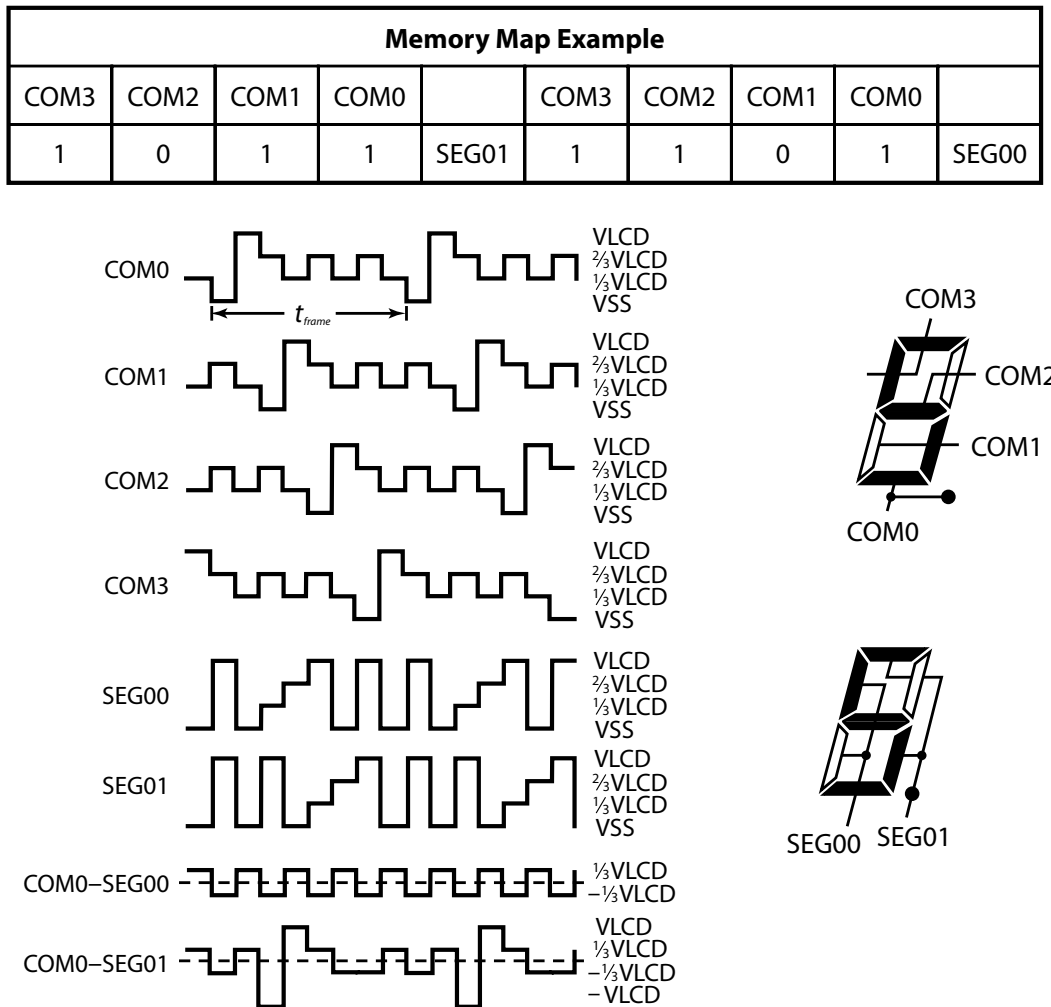 Memory Map Example
COM3 COM2 COM1 COM0 COM3 COM2 COM1 COM0
1 0 1 1 SEG01 1 1 0 1 SEG00
COM0
VLCD
⅔VLCD
⅓VLCD
VSS
tframe
COM1
VLCD
⅔VLCD
⅓VLCD
VSS
COM2
VLCD
⅔VLCD
⅓VLCD
VSS
COM3
VLCD
⅔VLCD
⅓VLCD
VSS
SEG00
VLCD
⅔VLCD
⅓VLCD
VSS
SEG01
VLCD
⅔VLCD
⅓VLCD
VSS
COM0–SEG00
⅓VLCD
–⅓VLCD
COM0–SEG01
VLCD
⅓VLCD
–⅓VLCD
–VLCD
COM3
COM2
COM1
COM0
SEG00 SEG01